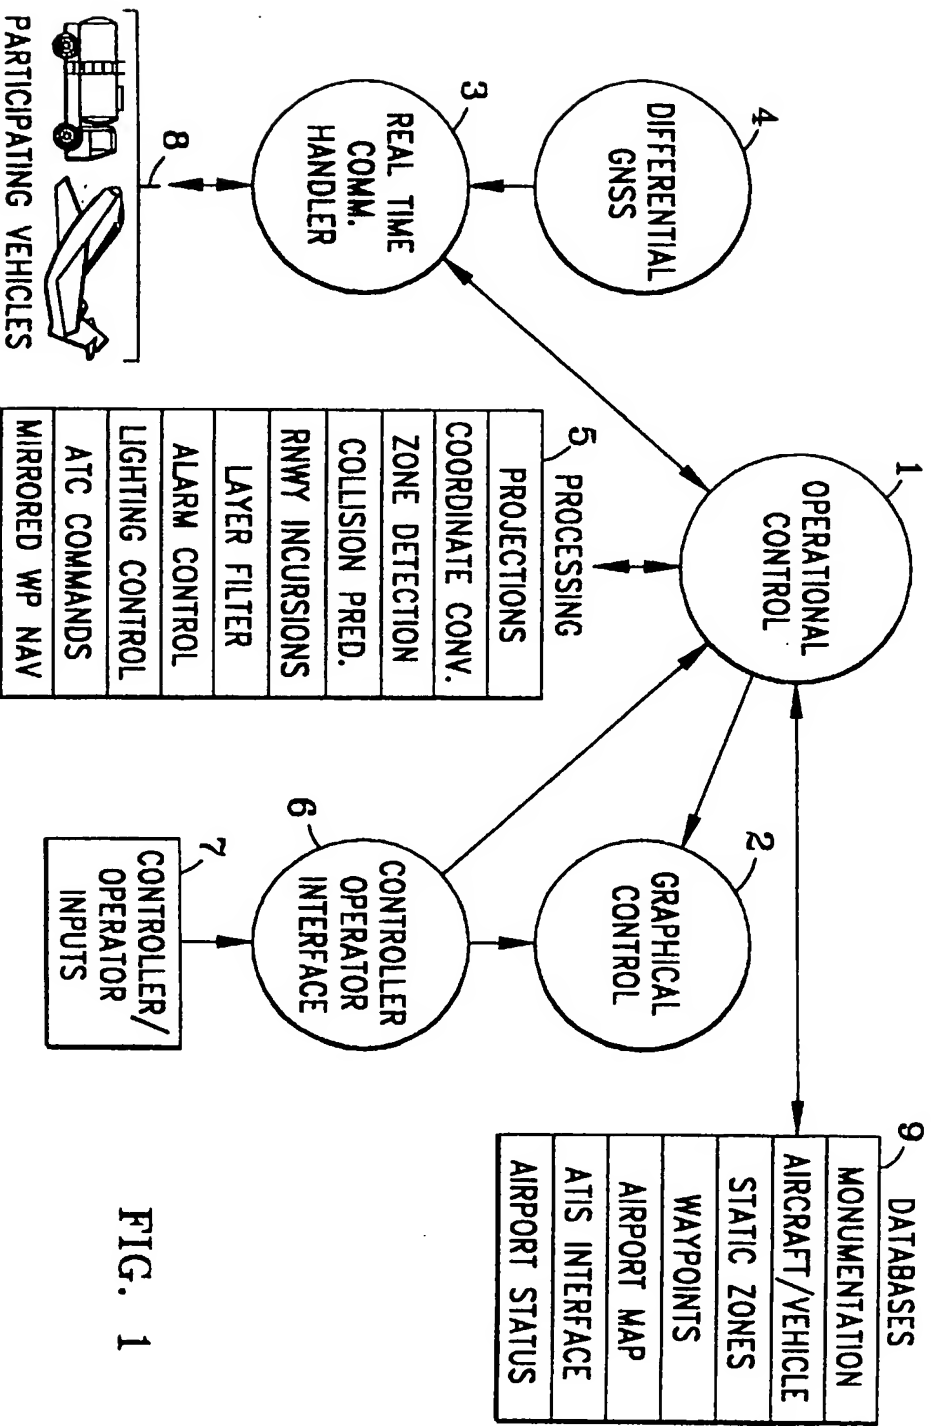 4
DIFFERENTIAL
GNSS
3
REAL TIME
COMM.
HANDLER
8
PARTICIPATING VEHICLES
1
OPERATIONAL
CONTROL
5
PROCESSING
PROJECTIONS
COORDINATE CONV.
ZONE DETECTION
COLLISION PRED.
RNWY INCURSIONS
LAYER FILTER
ALARM CONTROL
LIGHTING CONTROL
ATC COMMANDS
MIRRORED WP NAV
2
GRAPHICAL
CONTROL
6
CONTROLLER
OPERATOR
INTERFACE
7
CONTROLLER/
OPERATOR
INPUTS
9
DATABASES
MONUMENTATION
AIRCRAFT/VEHICLE
STATIC ZONES
WAYPOINTS
AIRPORT MAP
ATIS INTERFACE
AIRPORT STATUS
FIG. 1